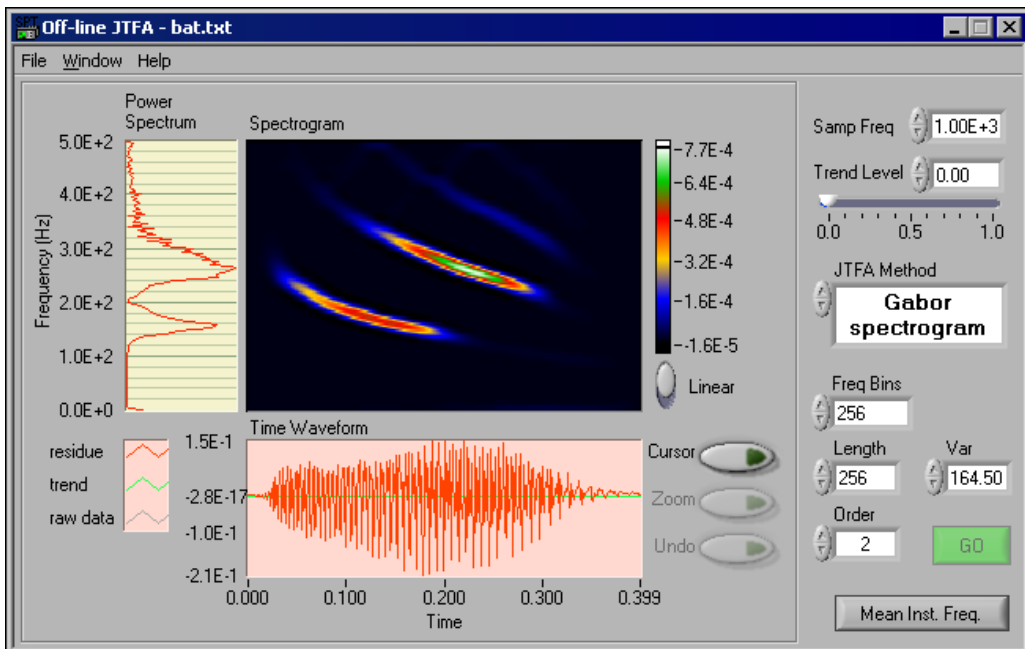 SRT
Off-line JTFA - bat.txt
File Window Help
Power
Spectrum
Spectrogram
5.0E+2
4.0E+2
3.0E+2
2.0E+2
1.0E+2
0.0E+0
Frequency (Hz)
-7.7E-4
-6.4E-4
-4.8E-4
-3.2E-4
-1.6E-4
--1.6E-5
Linear
residue
trend
raw data
Time Waveform
1.5E-1
-2.8E-17
-1.0E-1
-2.1E-1
0.000 0.100 0.200 0.300 0.399
Time
Cursor
Zoom
Undo
Samp Freq 1.00E+3
Trend Level 0.00
0.0 0.5 1.0
JTFA Method
Gabor
spectrogram
Freq Bins
256
Length Var
256 164.50
Order
2 GO
Mean Inst. Freq.